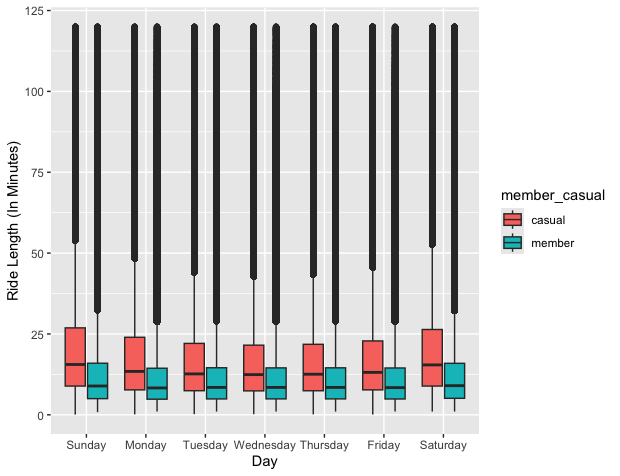 125
100
75
50
25
0
Ride Length (In Minutes)
Sunday Monday Tuesday Wednesday Thursday Friday Saturday
Day
member_casual
casual
member